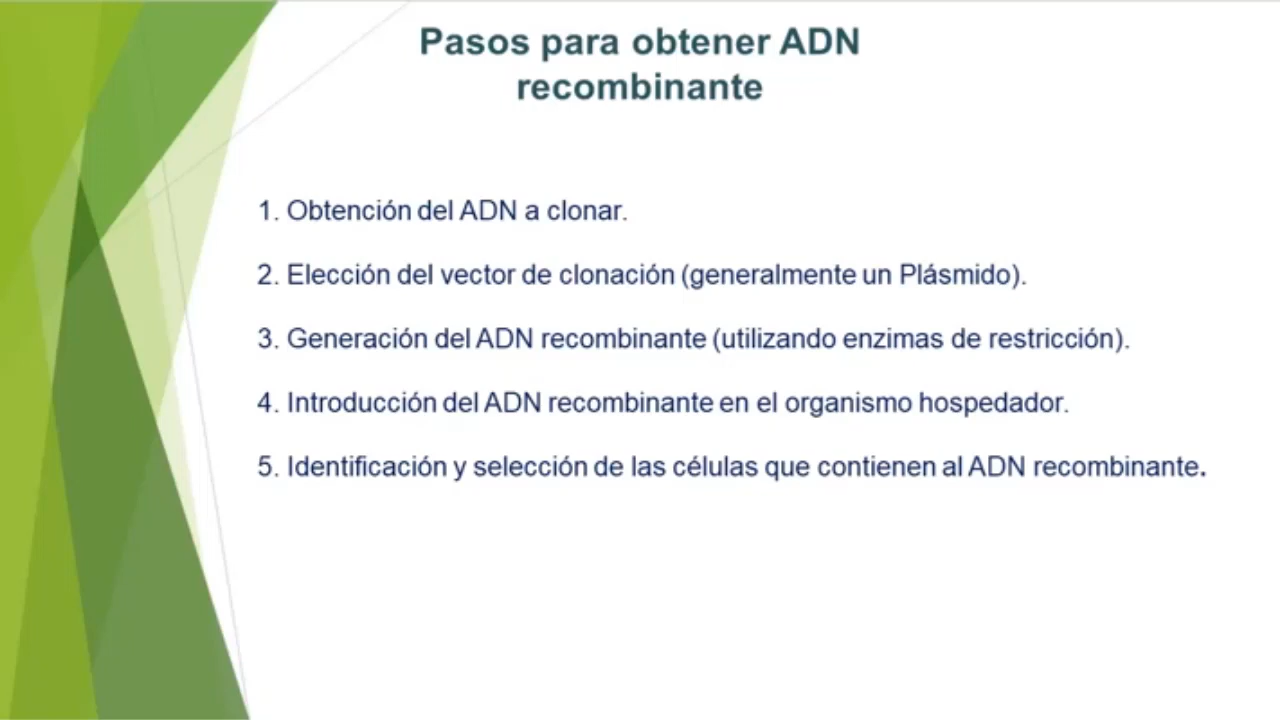 Pasos para obtener ADN
recombinante
1. Obtención del ADN a clonar.
2. Elección del vector de clonación (generalmente un Plásmido).
3. Generación del ADN recombinante (utilizando enzimas de restricción).
4. Introducción del ADN recombinante en el organismo hospedador.
5. Identificación y selección de las células que contienen al ADN recombinante.